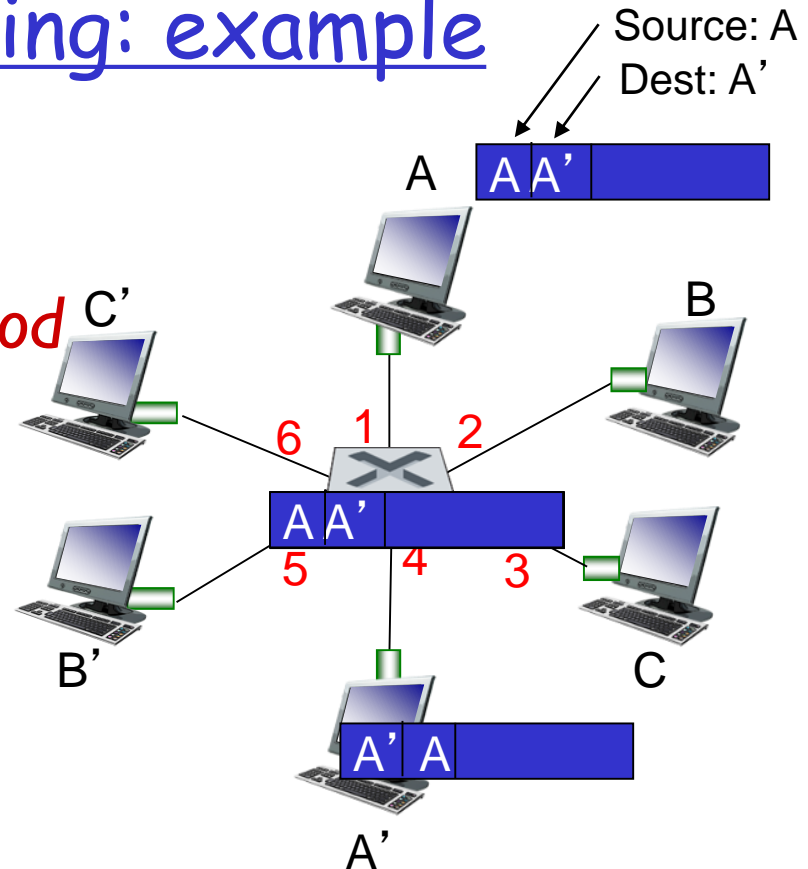 ing: example
Source: A
Dest: A’
A
A A’
C’
od
B
6
1
2
A A’
5
4
3
B’
C
A’ A
A’